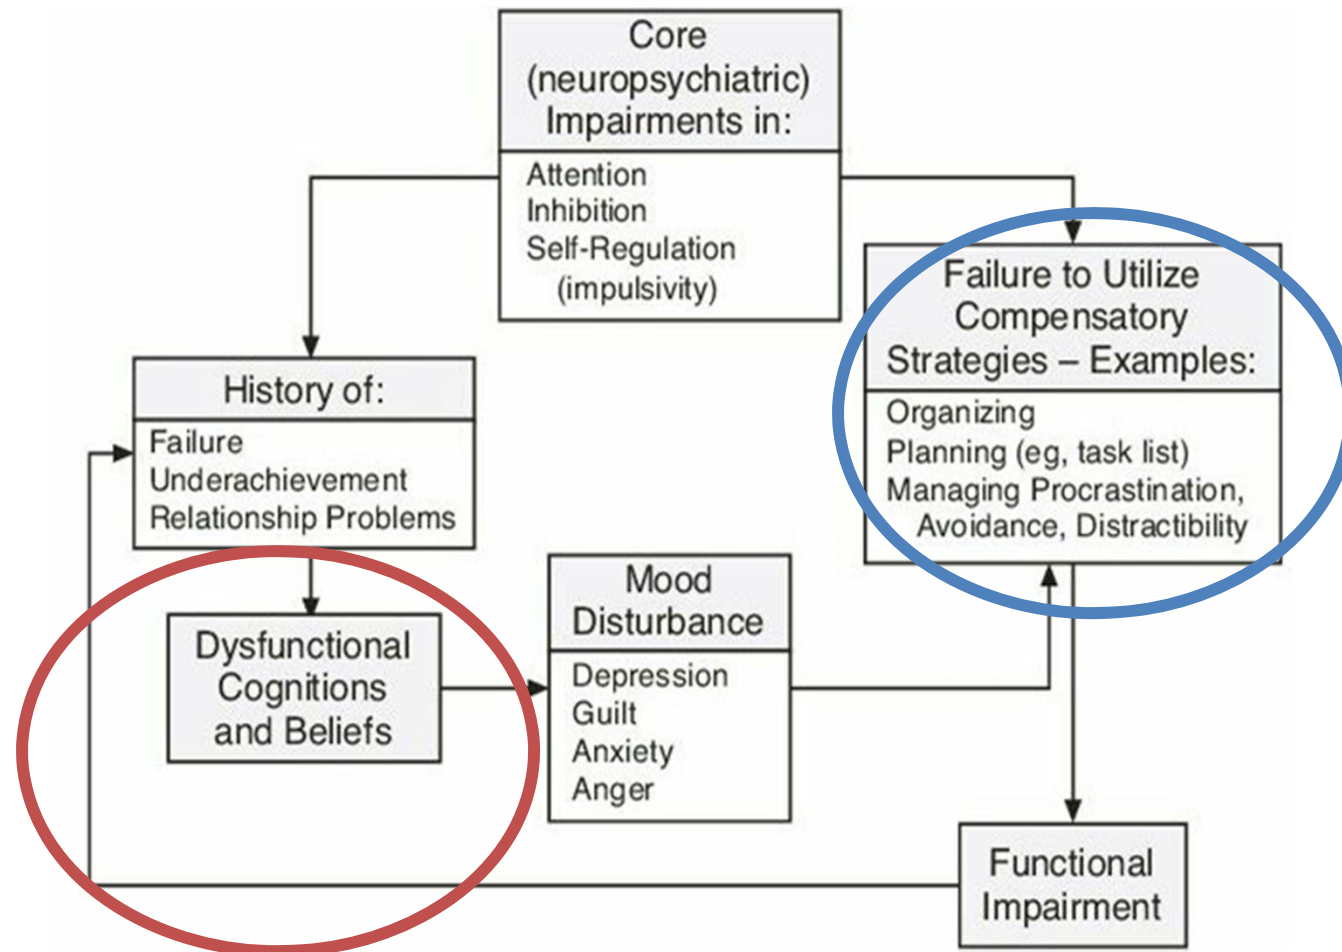 Core
(neuropsychiatric)
Impairments in:
Attention
Inhibition
Self-Regulation
(impulsivity)
Failure to Utilize
Compensatory
Strategies – Examples:
Organizing
Planning (eg, task list)
Managing Procrastination,
Avoidance, Distractibility
History of:
Failure
Underachievement
Relationship Problems
Dysfunctional
Cognitions
and Beliefs
Mood
Disturbance
Depression
Guilt
Anxiety
Anger
Functional
Impairment